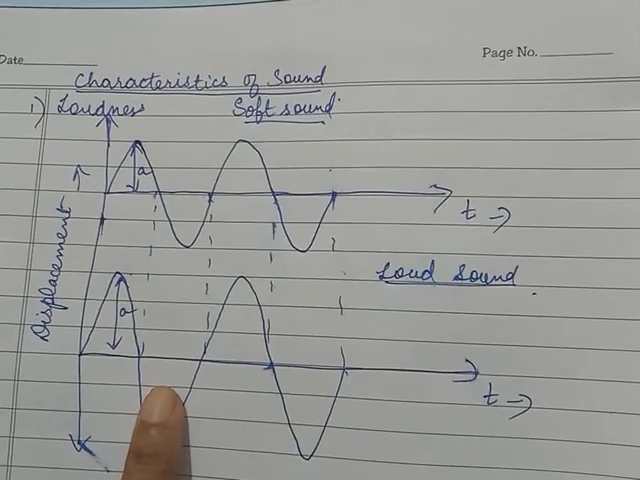 Date
Page No.
Characteristics of Sound
1) Loudness Soft sound
a
t →
Displacement →
Loud Sound
a
t →